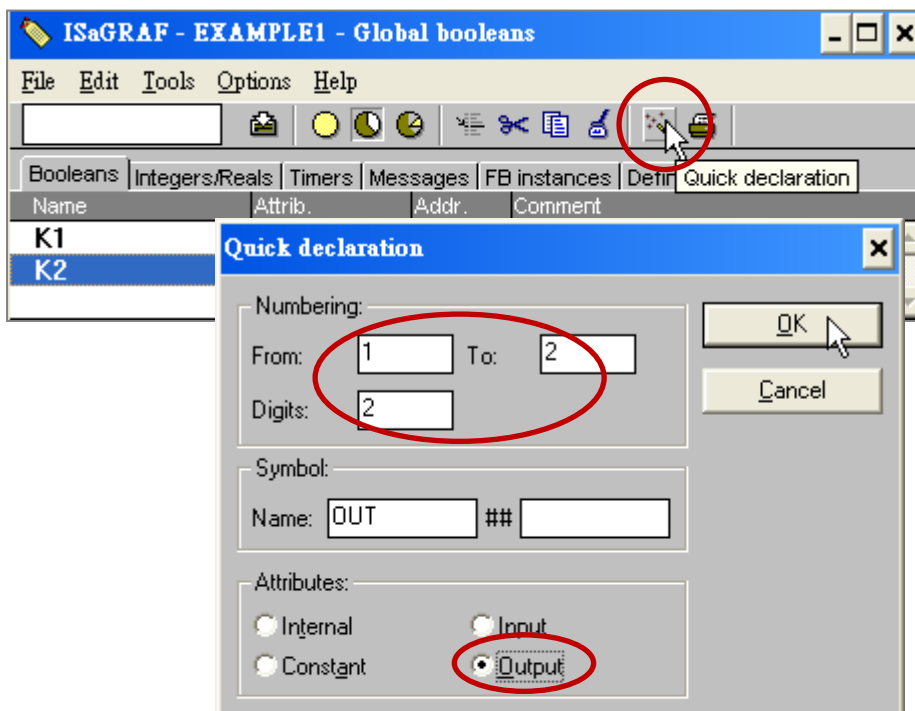 ISaGRAF - EXAMPLE1 - Global booleans
File Edit Tools Options Help
Booleans Integers/Reals Timers Messages FB instances Quick declaration
Name Attrib. Addr. Comment
K1
K2
Quick declaration
Numbering:
From: 1 To: 2
Digits: 2
OK
Cancel
Symbol:
Name: OUT ##
Attributes:
Internal Input
Constant Output